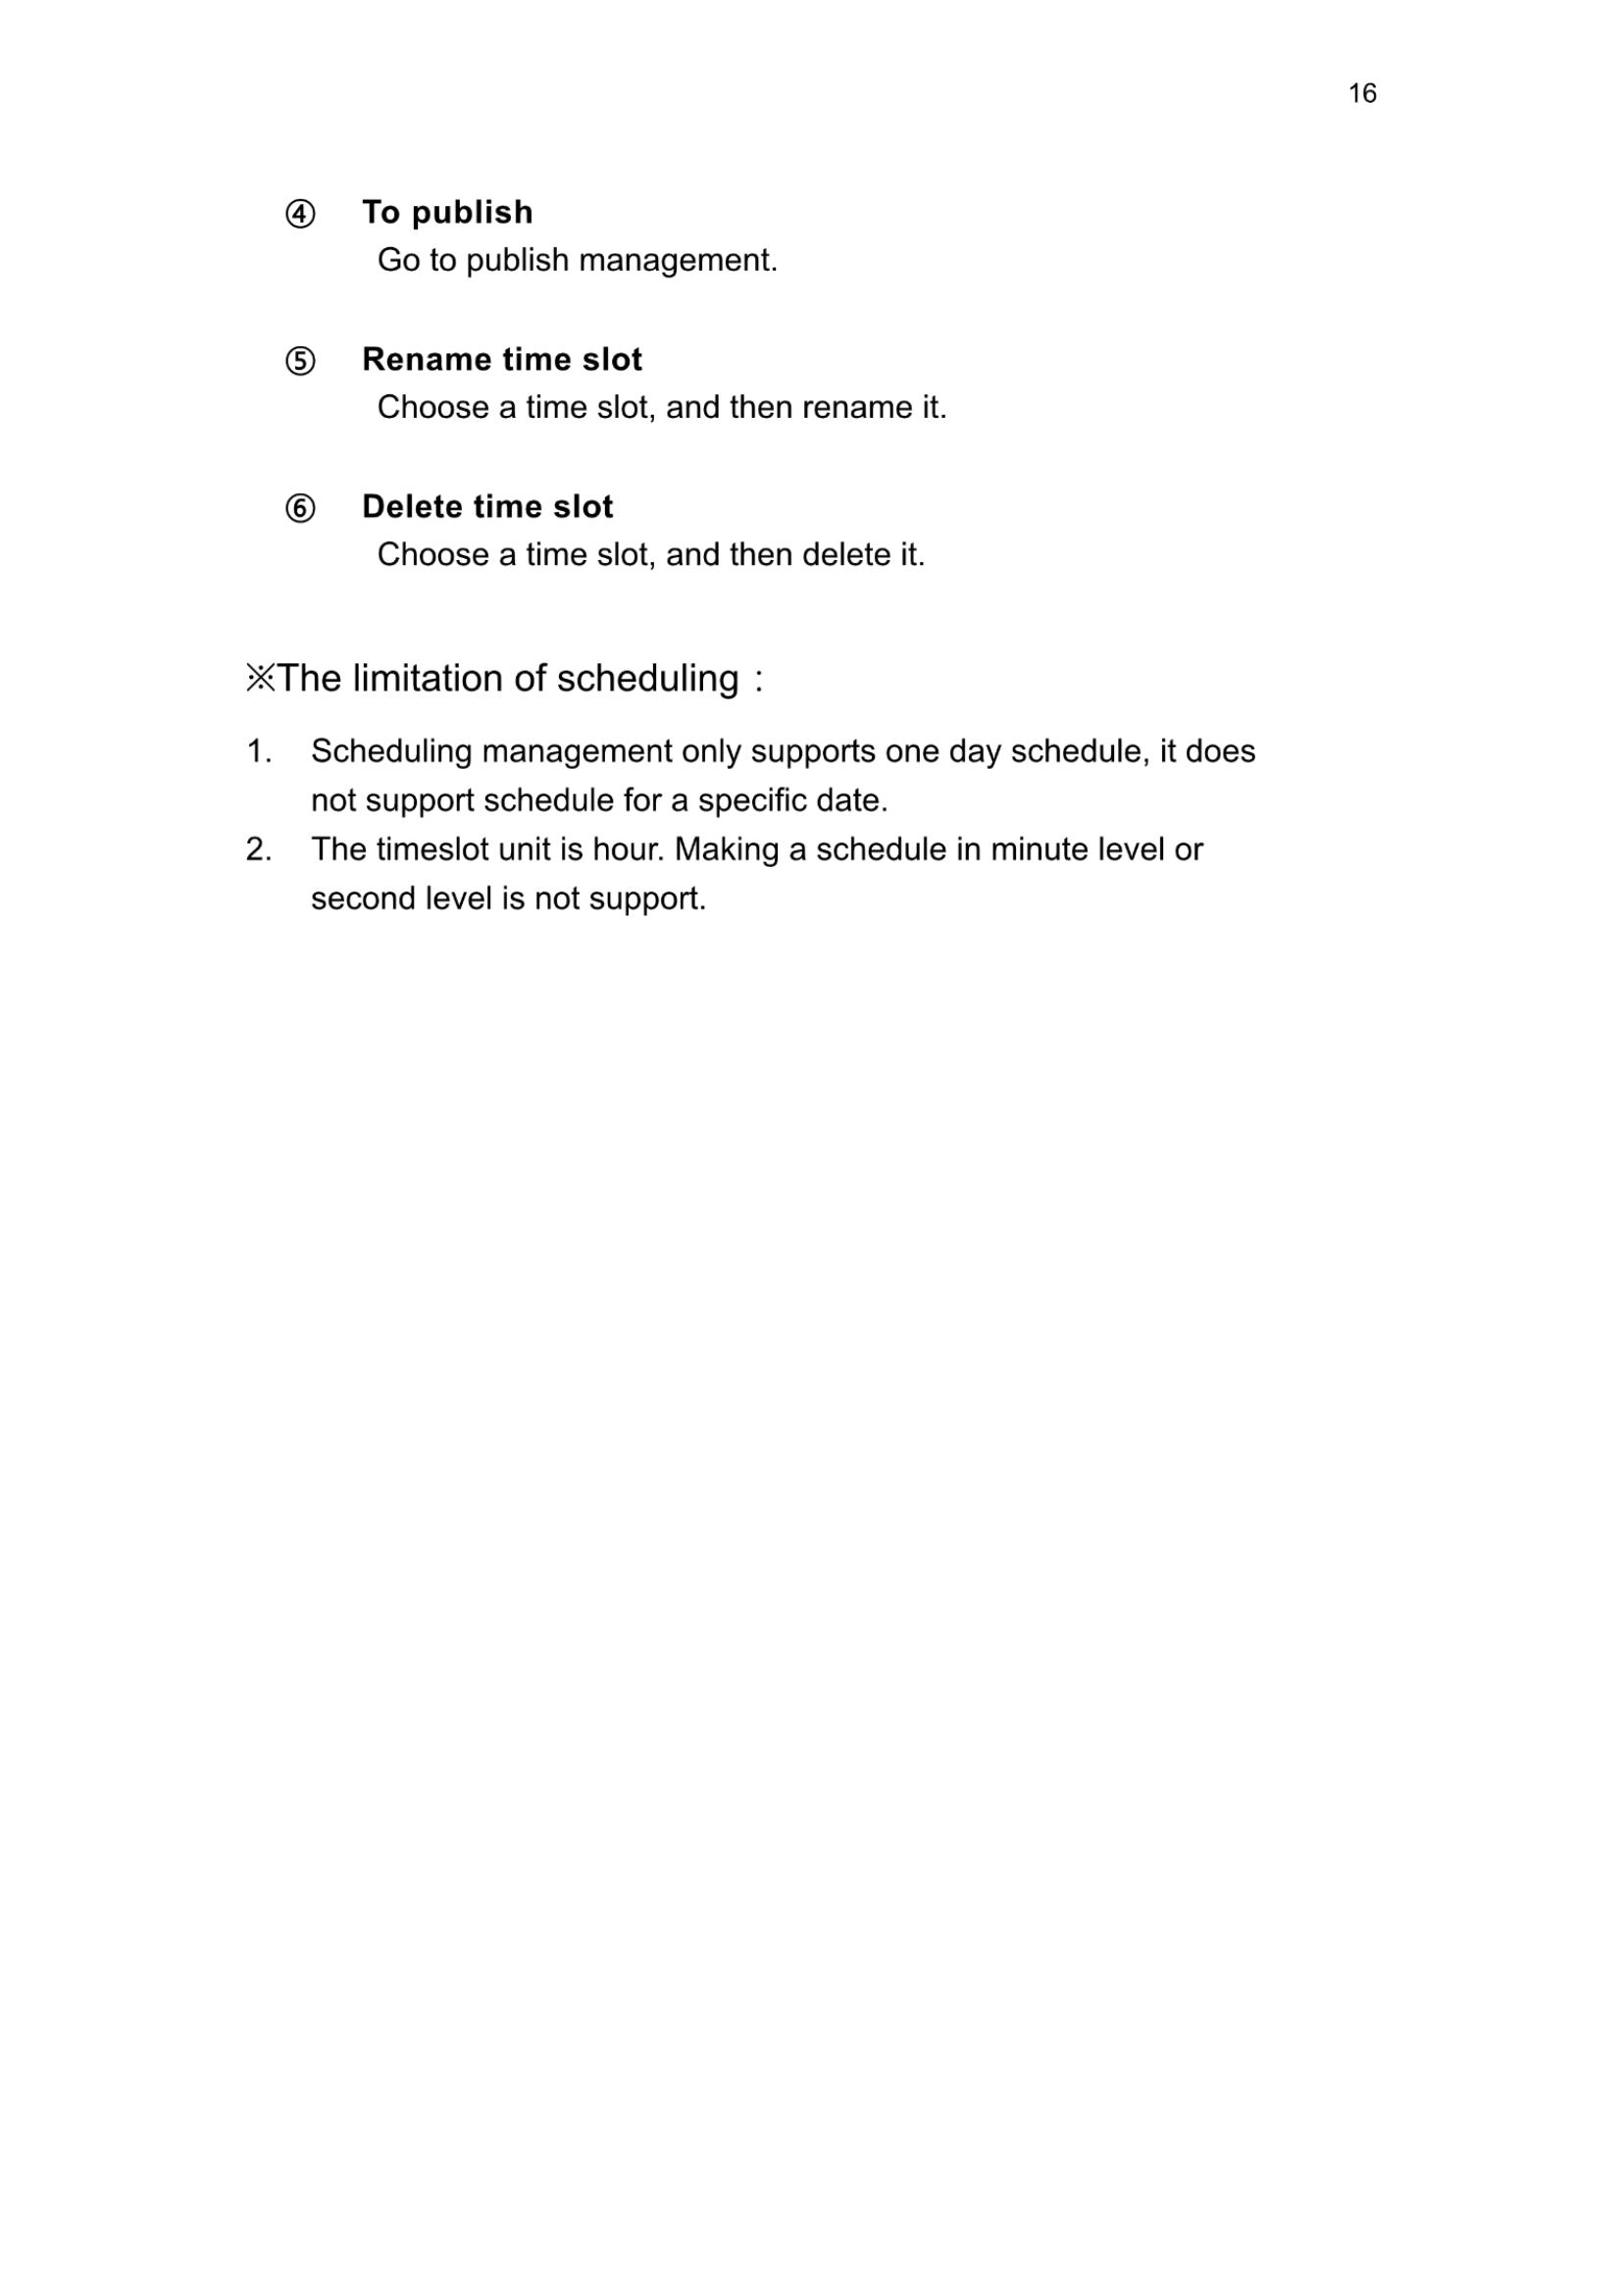 16
④ To publish
Go to publish management.
⑤ Rename time slot
Choose a time slot, and then rename it.
⑥ Delete time slot
Choose a time slot, and then delete it.
※The limitation of scheduling：
1. Scheduling management only supports one day schedule, it does
not support schedule for a specific date.
2. The timeslot unit is hour. Making a schedule in minute level or
second level is not support.